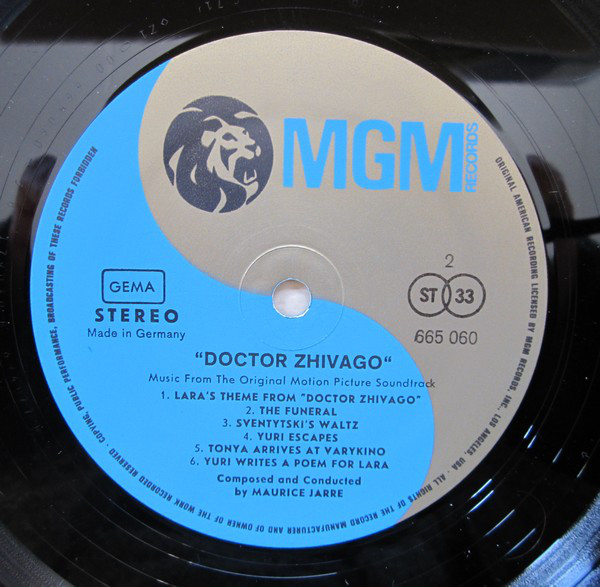 MGM
RECORDS
GEMA
STEREO
Made in Germany
2
ST 33
665 060
"DOCTOR ZHIVAGO"
Music From The Original Motion Picture Soundtrack
1. LARA'S THEME FROM "DOCTOR ZHIVAGO"
2. THE FUNERAL
3. SVENTYTSKI'S WALTZ
4. YURI ESCAPES
5. TONYA ARRIVES AT VARYKINO
6. YURI WRITES A POEM FOR LARA
Composed and Conducted
by MAURICE JARRE
ORIGINAL AMERICAN RECORDING LICENSED BY MGM RECORDS, INC. LOS ANGELES, USA · ALL RIGHTS OF THE RECORD MANUFACTURER AND OF OWNER OF THE WORK RECORDED RESERVED · COPYING, PUBLIC PERFORMANCE, BROADCASTING OF THESE RECORDS FORBIDDEN